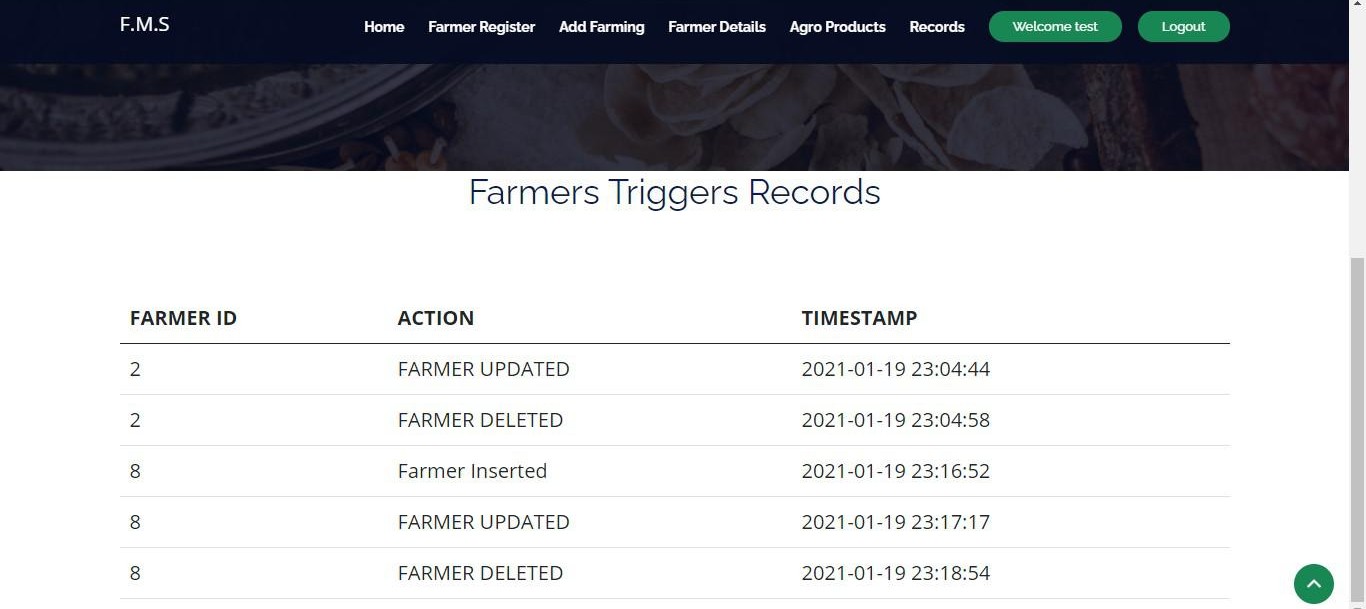 F.M.S Home Farmer Register Add Farming Farmer Details Agro Products Records Welcome test Logout
Farmers Triggers Records
FARMER ID ACTION TIMESTAMP
2 FARMER UPDATED 2021-01-19 23:04:44
2 FARMER DELETED 2021-01-19 23:04:58
8 Farmer Inserted 2021-01-19 23:16:52
8 FARMER UPDATED 2021-01-19 23:17:17
8 FARMER DELETED 2021-01-19 23:18:54